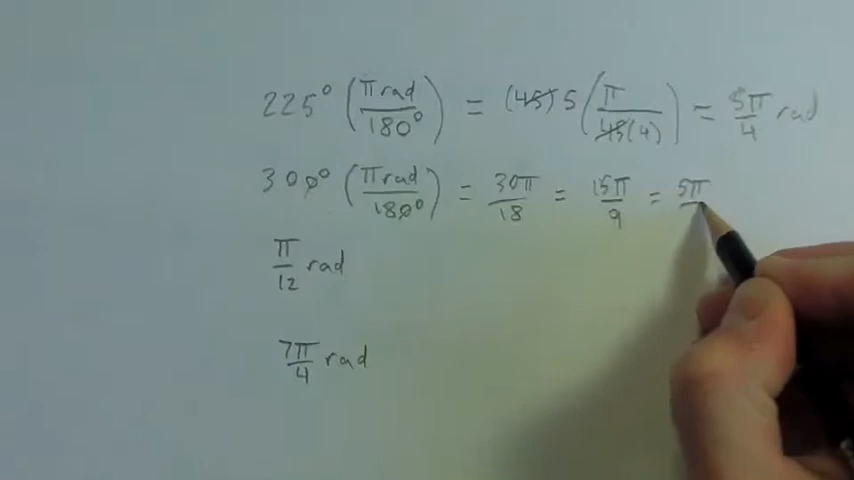 225° (π rad / 180°) = (45) 5 (π / 45(4)) = 5π/4 rad
300° (π rad / 180°) = 30π/18 = 15π/9 = 5π/
π/12 rad
7π/4 rad